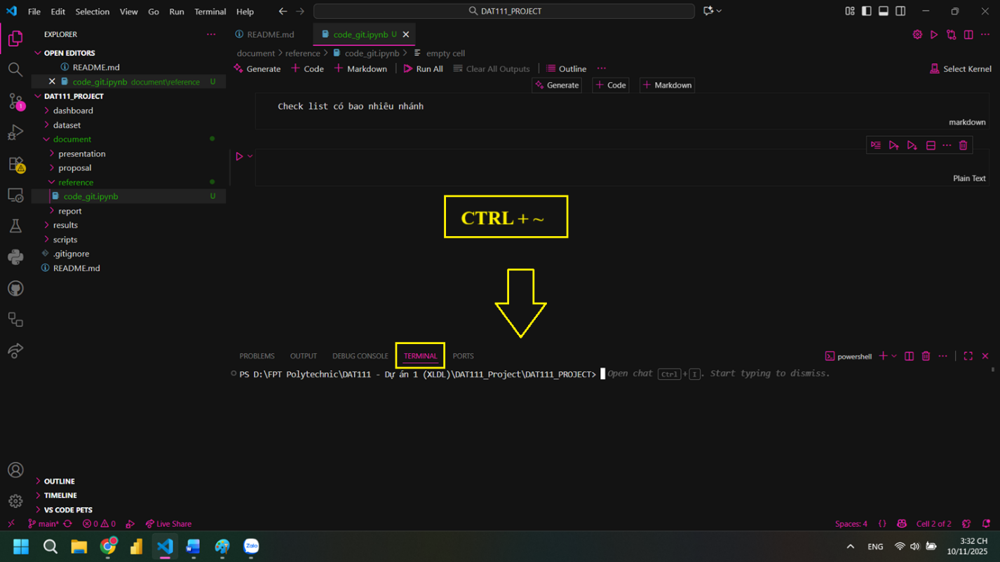 File Edit Selection View Go Run Terminal Help
DAT111_PROJECT
EXPLORER
OPEN EDITORS
README.md
code_git.ipynb document\reference U
DAT111_PROJECT
dashboard
dataset
document
presentation
proposal
reference
code_git.ipynb U
report
results
scripts
.gitignore
README.md
OUTLINE
TIMELINE
VS CODE PETS
README.md code_git.ipynb U
document > reference > code_git.ipynb > empty cell
Generate + Code + Markdown Run All Clear All Outputs Outline ... Select Kernel
Generate + Code + Markdown
Check list có bao nhiêu nhánh
markdown
Plain Text
CTRL + ~
PROBLEMS OUTPUT DEBUG CONSOLE TERMINAL PORTS
powershell
PS D:\FPT Polytechnic\DAT111 - Dự án 1 (XLDL)\DAT111_Project\DAT111_PROJECT> Open chat Ctrl+I. Start typing to dismiss.
1
main* 0 0 Live Share
Spaces: 4 {} Cell 2 of 2
Zalo
ENG
3:32 CH
10/11/2025